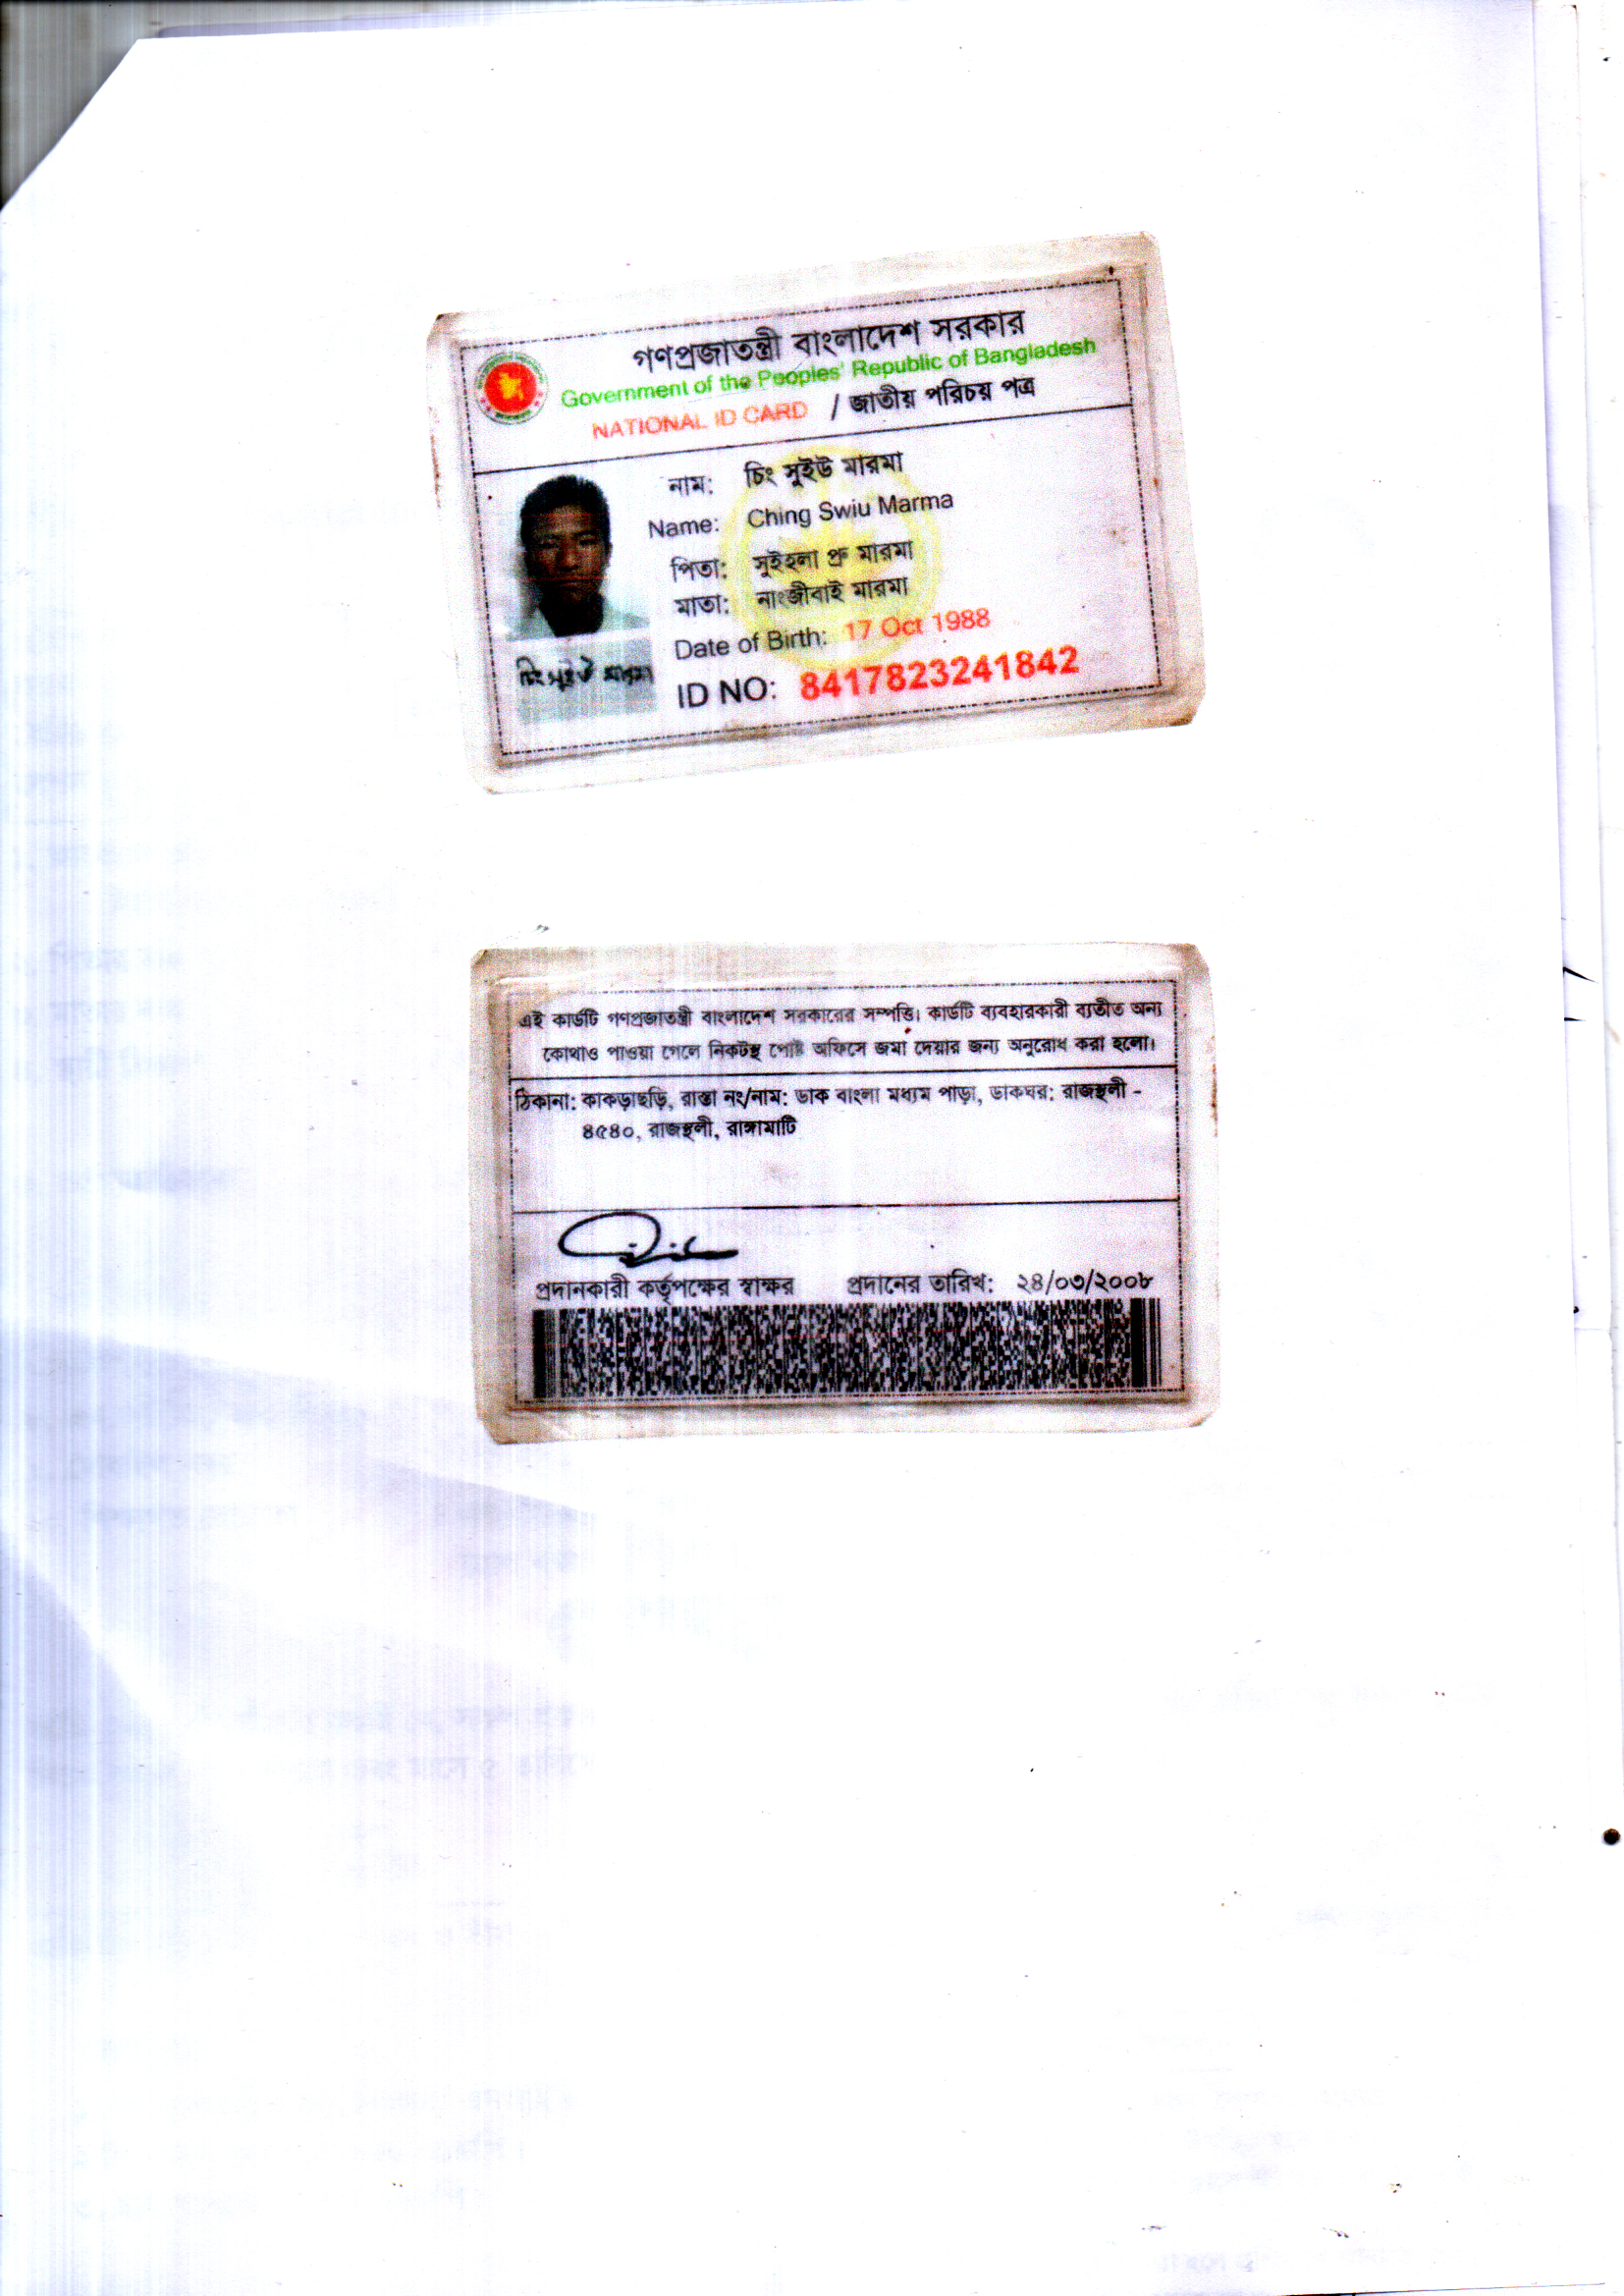 গণপ্রজাতন্ত্রী বাংলাদেশ সরকার
Government of the Peoples' Republic of Bangladesh
NATIONAL ID CARD / জাতীয় পরিচয় পত্র
নাম: চিং সুইউ মারমা
Name: Ching Swiu Marma
পিতা: সুইহলা প্রু মারমা
মাতা: নাংজীবাই মারমা
Date of Birth: 17 Oct 1988
ID NO: 8417823241842
চিং সুইউ মারমা
এই কার্ডটি গণপ্রজাতন্ত্রী বাংলাদেশ সরকারের সম্পত্তি। কার্ডটি ব্যবহারকারী ব্যতীত অন্য
কোথাও পাওয়া গেলে নিকটস্থ পোষ্ট অফিসে জমা দেয়ার জন্য অনুরোধ করা হলো।
ঠিকানা: কাকড়াছড়ি, রাস্তা নং/নাম: ডাক বাংলা মধ্যম পাড়া, ডাকঘর: রাজস্থলী -
৪৫৪০, রাজস্থলী, রাঙ্গামাটি
প্রদানকারী কর্তৃপক্ষের স্বাক্ষর প্রদানের তারিখ: ২৪/০৩/২০০৮